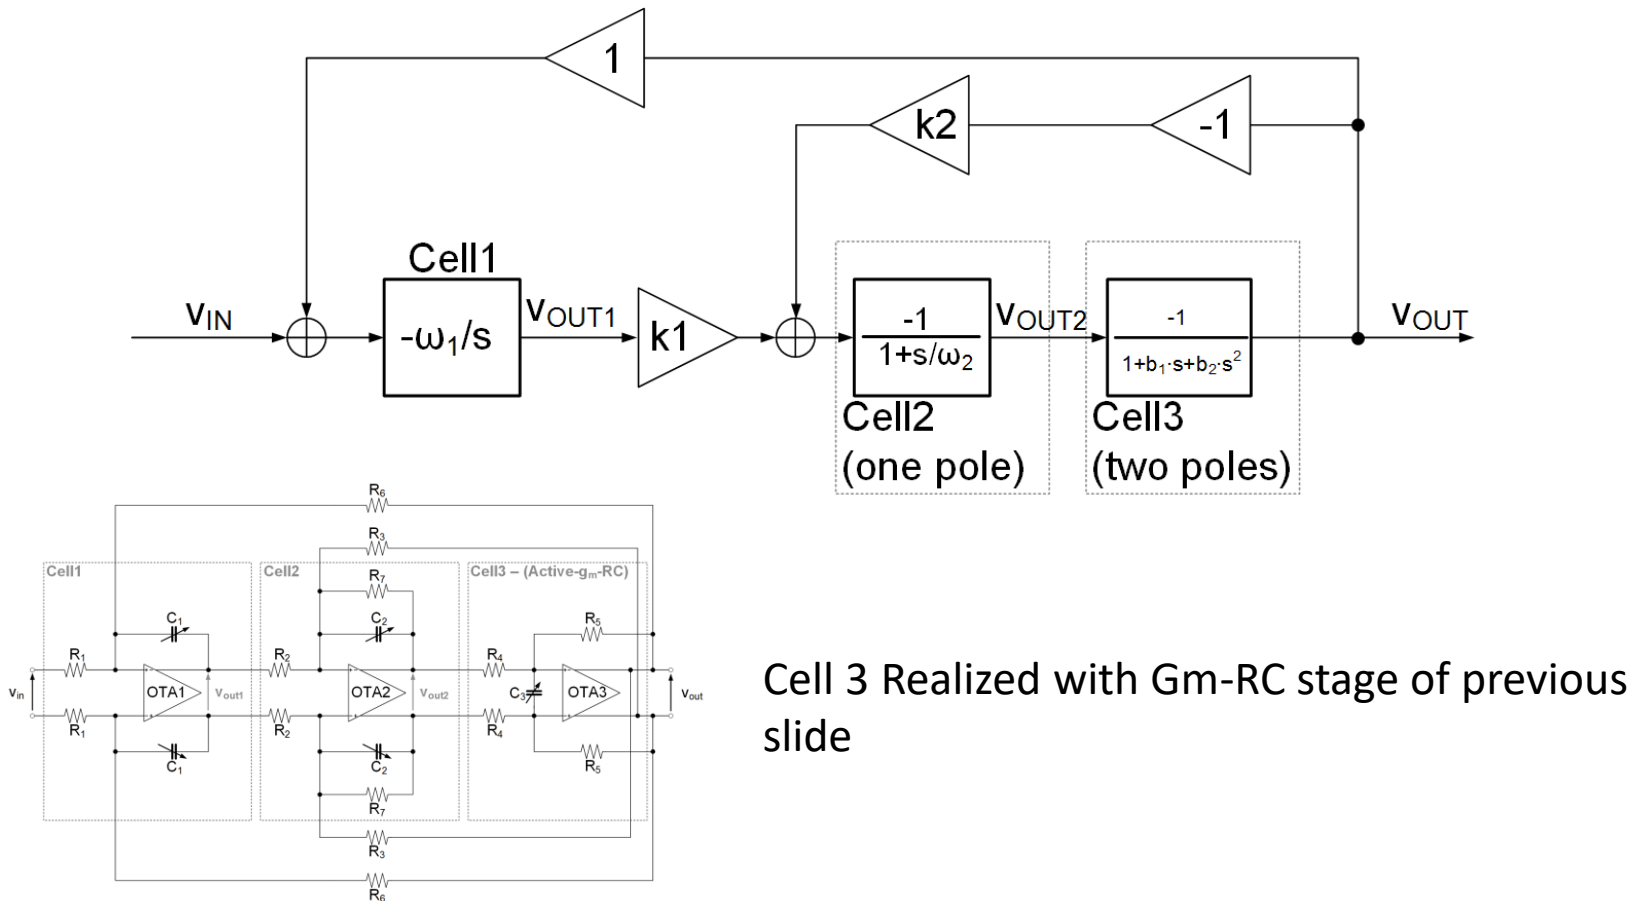 1
k2
-1
Cell1
vIN
-ω1/s
vOUT1
k1
-1
1+s/ω2
vOUT2
-1
1+b1·s+b2·s²
vOUT
Cell2
(one pole)
Cell3
(two poles)
R6
R3
Cell1
Cell2
Cell3 – (Active-gm-RC)
R7
C1
C2
R5
R1
R2
R4
vin
OTA1
vout1
OTA2
vout2
C3
OTA3
vout
R1
R2
R4
C1
C2
R5
R7
R3
R6
Cell 3 Realized with Gm-RC stage of previous
slide